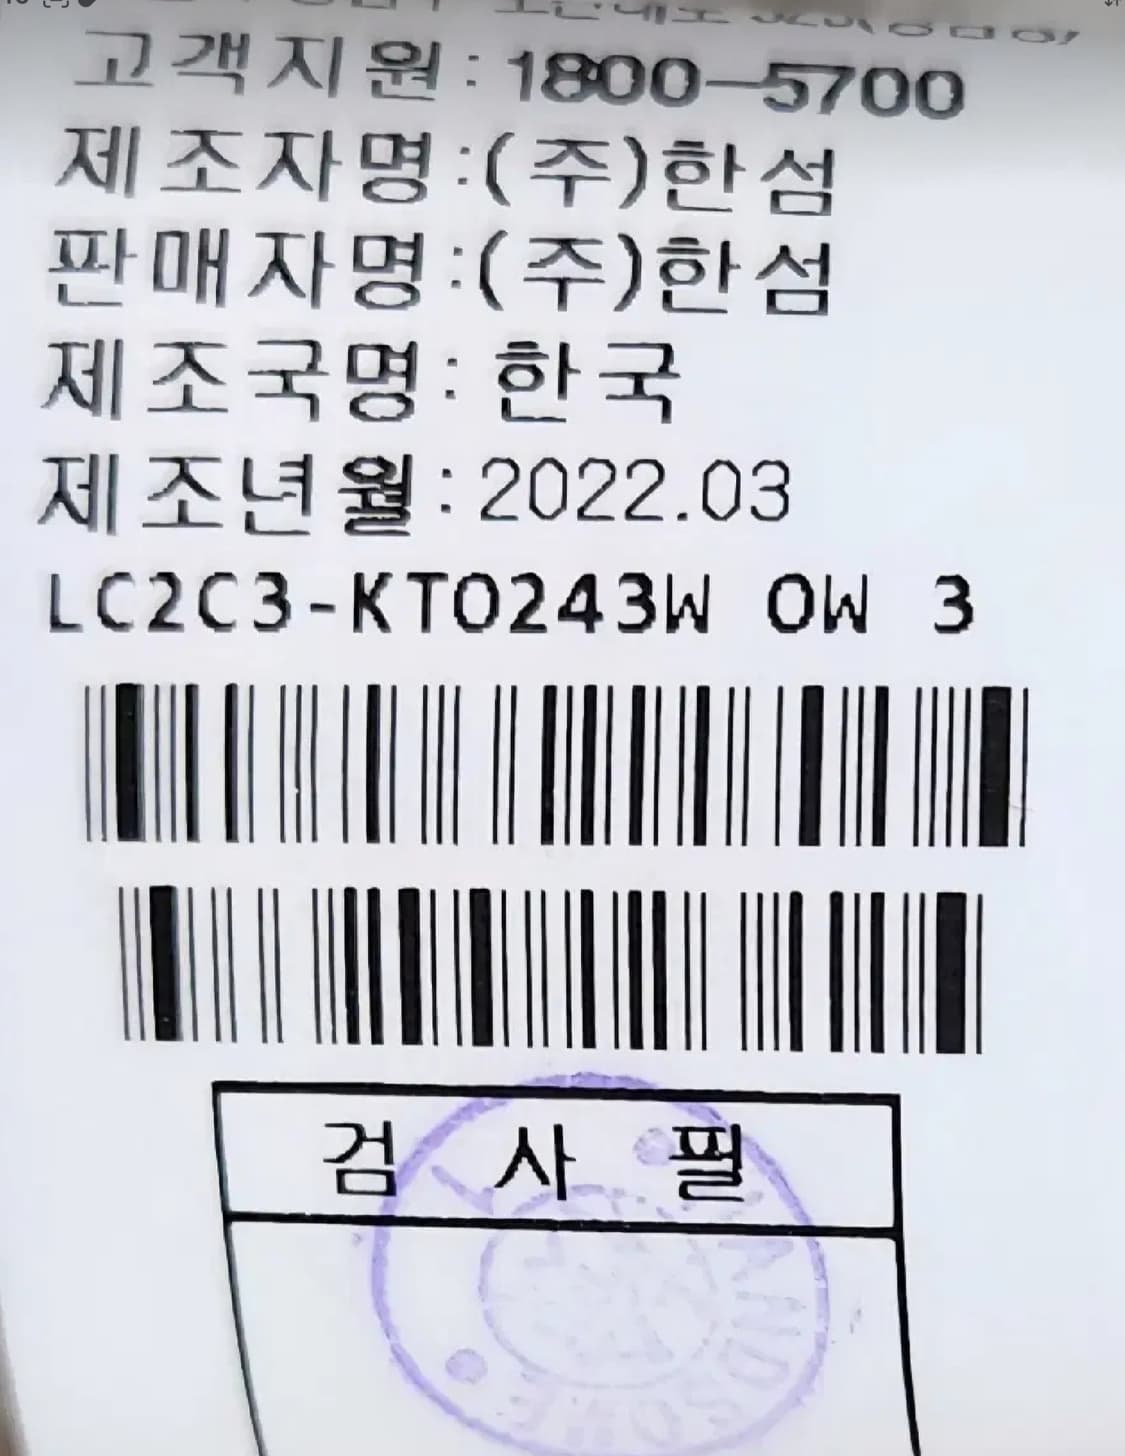 고객지원:1800-5700
제조자명:(주)한섬
판매자명:(주)한섬
제조국명:한국
제조년월:2022.03
LC2C3-KTO243W OW 3
검 사 필
HANDSOME